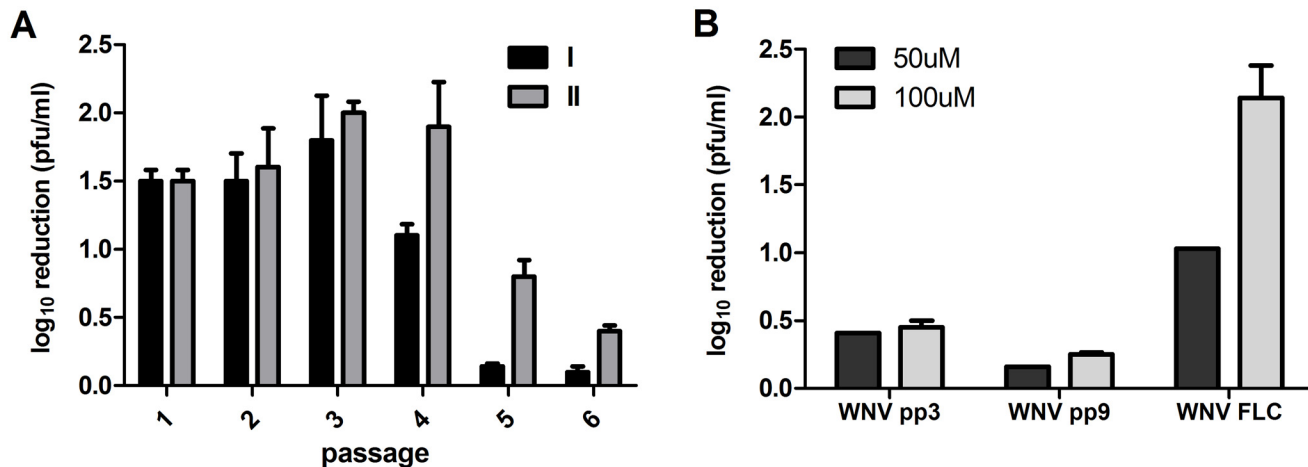 A
log₁₀ reduction (pfu/ml)
2.5
2.0
1.5
1.0
0.5
0.0
I
II
1
2
3
4
5
6
passage
B
log₁₀ reduction (pfu/ml)
2.5
2.0
1.5
1.0
0.5
0.0
50uM
100uM
WNV pp3
WNV pp9
WNV FLC